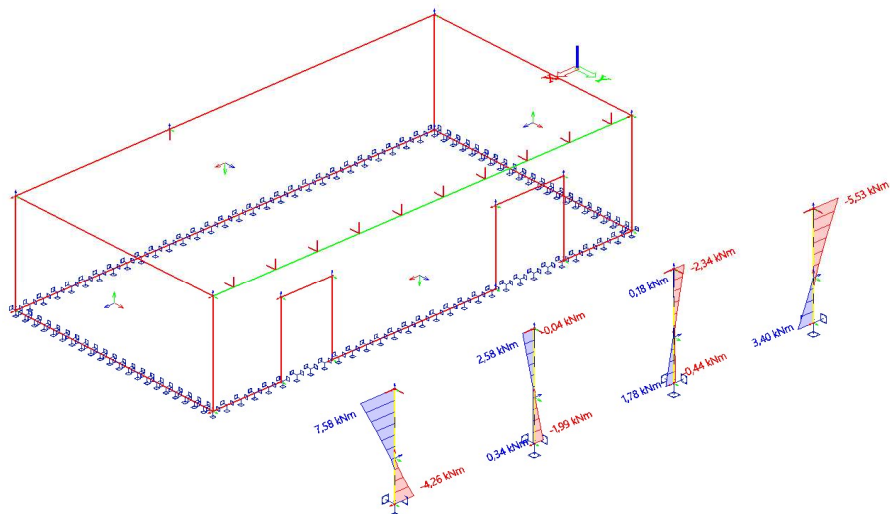 X
Y
-5,53 kNm
-2,34 kNm
0,18 kNm
-0,04 kNm
3,40 kNm
2,58 kNm
-0,44 kNm
1,78 kNm
7,58 kNm
-1,99 kNm
0,34 kNm
-4,26 kNm